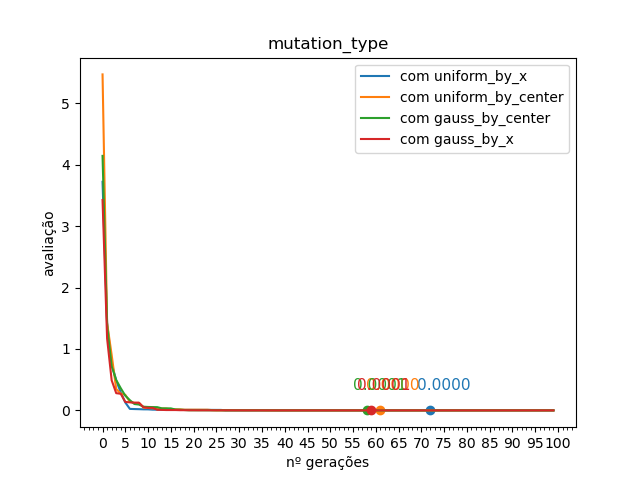 mutation_type
com uniform_by_x
com uniform_by_center
com gauss_by_center
com gauss_by_x
avaliação
5
4
3
2
1
0
0.0000
0 5 10 15 20 25 30 35 40 45 50 55 60 65 70 75 80 85 90 95 100
nº gerações